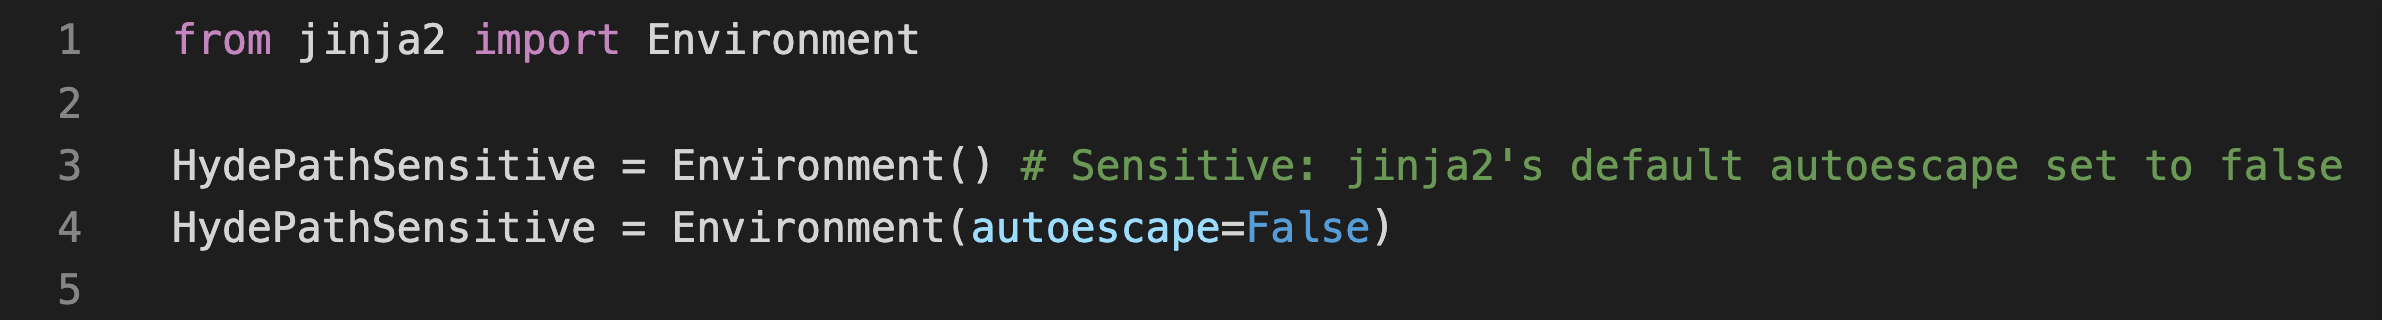 1 from jinja2 import Environment
2
3 HydePathSensitive = Environment() # Sensitive: jinja2's default autoescape set to false
4 HydePathSensitive = Environment(autoescape=False)
5